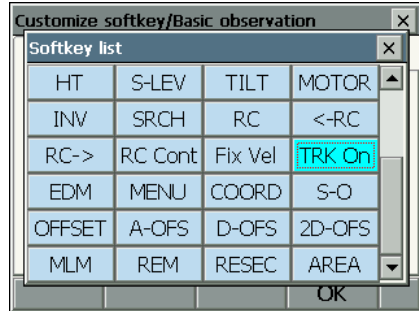 Customize softkey/Basic observation
Softkey list
HT S-LEV TILT MOTOR
INV SRCH RC <-RC
RC-> RC Cont Fix Vel TRK On
EDM MENU COORD S-O
OFFSET A-OFS D-OFS 2D-OFS
MLM REM RESEC AREA
OK